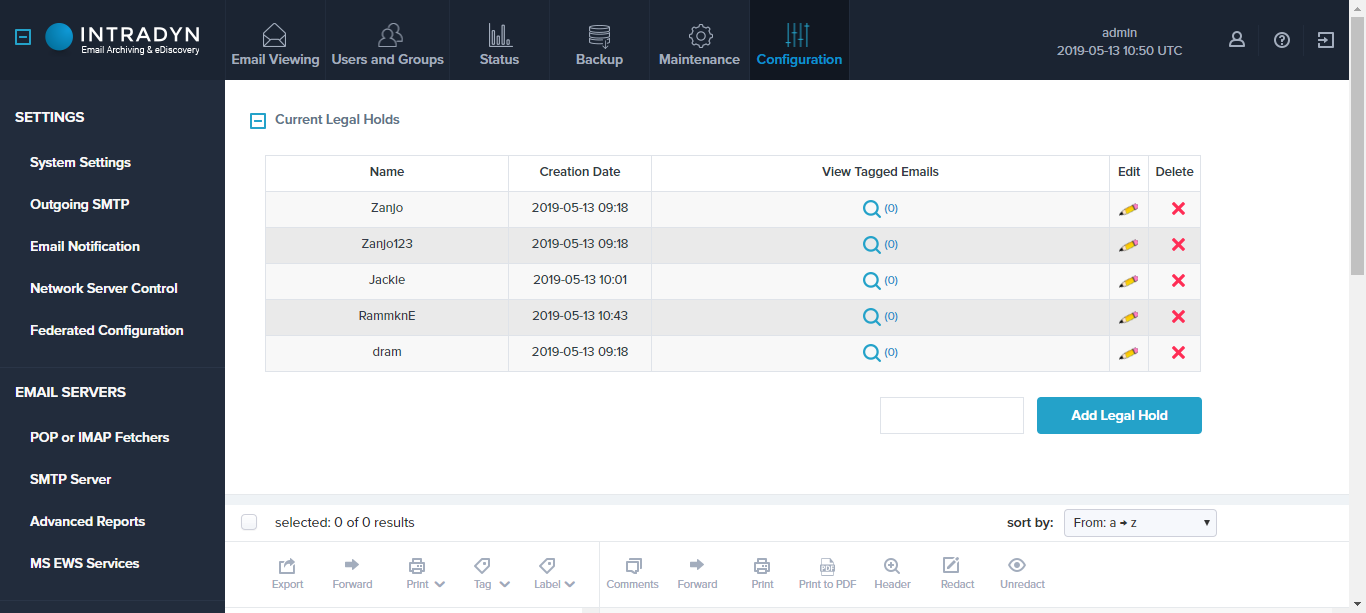 INTRADYN
Email Archiving & eDiscovery
Email Viewing
Users and Groups
Status
Backup
Maintenance
Configuration
admin
2019-05-13 10:50 UTC
SETTINGS
System Settings
Outgoing SMTP
Email Notification
Network Server Control
Federated Configuration
EMAIL SERVERS
POP or IMAP Fetchers
SMTP Server
Advanced Reports
MS EWS Services
Current Legal Holds
Name Creation Date View Tagged Emails Edit Delete
Zanjo 2019-05-13 09:18 (0)
Zanjo123 2019-05-13 09:18 (0)
Jackie 2019-05-13 10:01 (0)
RammknE 2019-05-13 10:43 (0)
dram 2019-05-13 09:18 (0)
Add Legal Hold
selected: 0 of 0 results
sort by: From: a → z
Export Forward Print Tag Label Comments Forward Print Print to PDF Header Redact Unredact